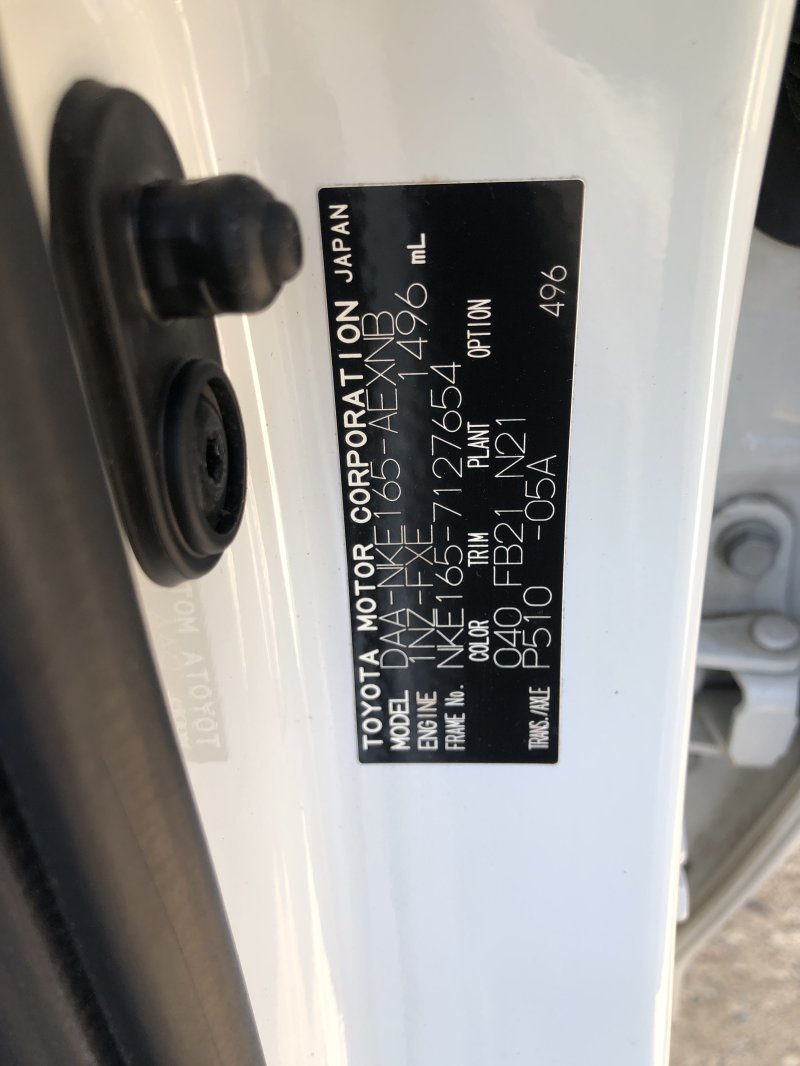 TOYOTA MOTOR CORPORATION JAPAN
MODEL DAA-NKE165-AEXNB
ENGINE 1NZ-FXE 1496 mL
FRAME No. NKE165-7127654
COLOR TRIM PLANT OPTION
040 FB21 N21
TRANS./AXLE P510 -05A 496